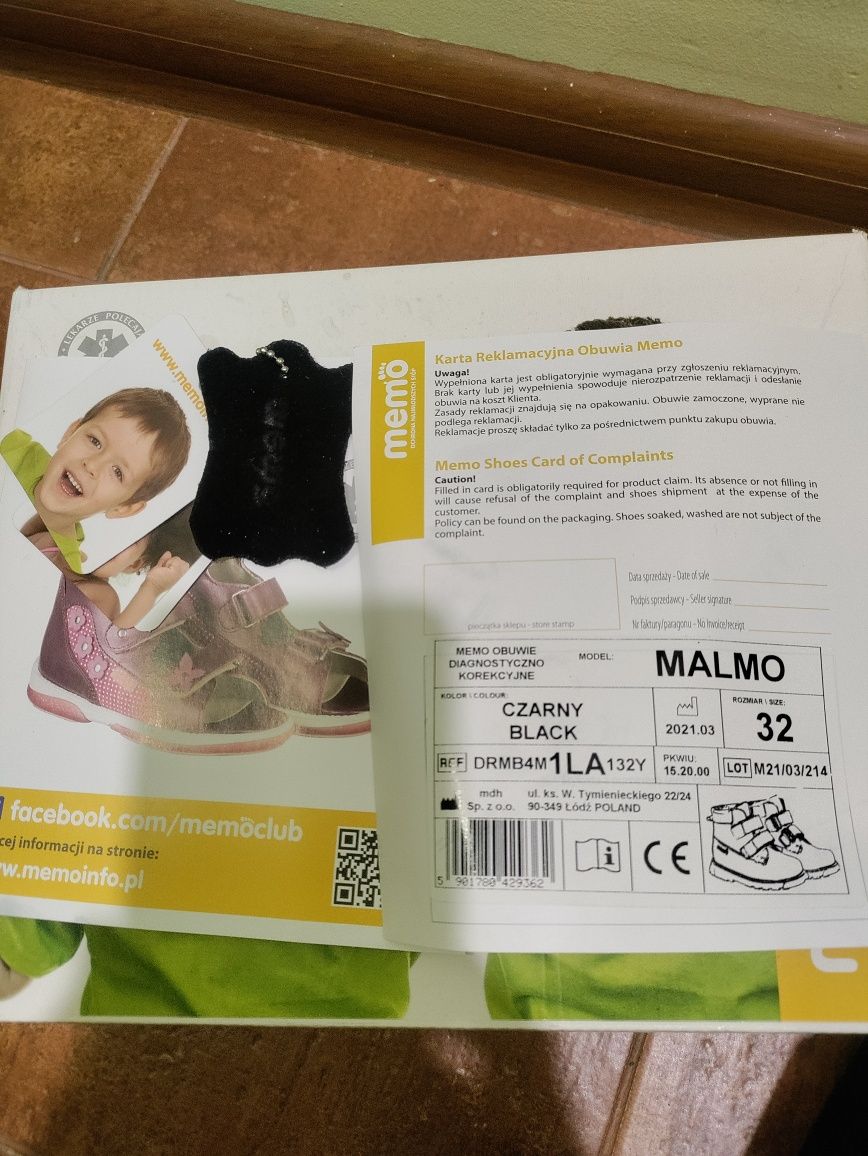 LEKARZE POLECAJĄ
www.memoin
memo
OCHRONA NAJMŁODSZYCH STÓP
Karta Reklamacyjna Obuwia Memo
Uwaga!
Wypełniona karta jest obligatoryjnie wymagana przy zgłoszeniu reklamacyjnym.
Brak karty lub jej wypełnienia spowoduje nierozpatrzenie reklamacji i odesłanie
obuwia na koszt Klienta.
Zasady reklamacji znajdują się na opakowaniu. Obuwie zamoczone, wyprane nie
podlega reklamacji.
Reklamacje proszę składać tylko za pośrednictwem punktu zakupu obuwia.
Memo Shoes Card of Complaints
Caution!
Filled in card is obligatorily required for product claim. Its absence or not filling in
will cause refusal of the complaint and shoes shipment at the expense of the
customer.
Policy can be found on the packaging. Shoes soaked, washed are not subject of the
complaint.
pieczątka sklepu - store stamp
Data sprzedaży - Date of sale
Podpis sprzedawcy - Seller signature
Nr faktury/paragonu - No Invoice/receipt
MEMO OBUWIE
DIAGNOSTYCZNO
KOREKCYJNE
MODEL: MALMO
KOLOR \ COLOUR:
CZARNY
BLACK
2021.03
ROZMIAR \ SIZE:
32
REF DRMB4M1LA132Y
PKWIU:
15.20.00
LOT M21/03/214
mdh
Sp. z o.o.
ul. ks. W. Tymienieckiego 22/24
90-349 Łódź POLAND
5 901780 429362
CE
facebook.com/memoclub
cej informacji na stronie:
w.memoinfo.pl